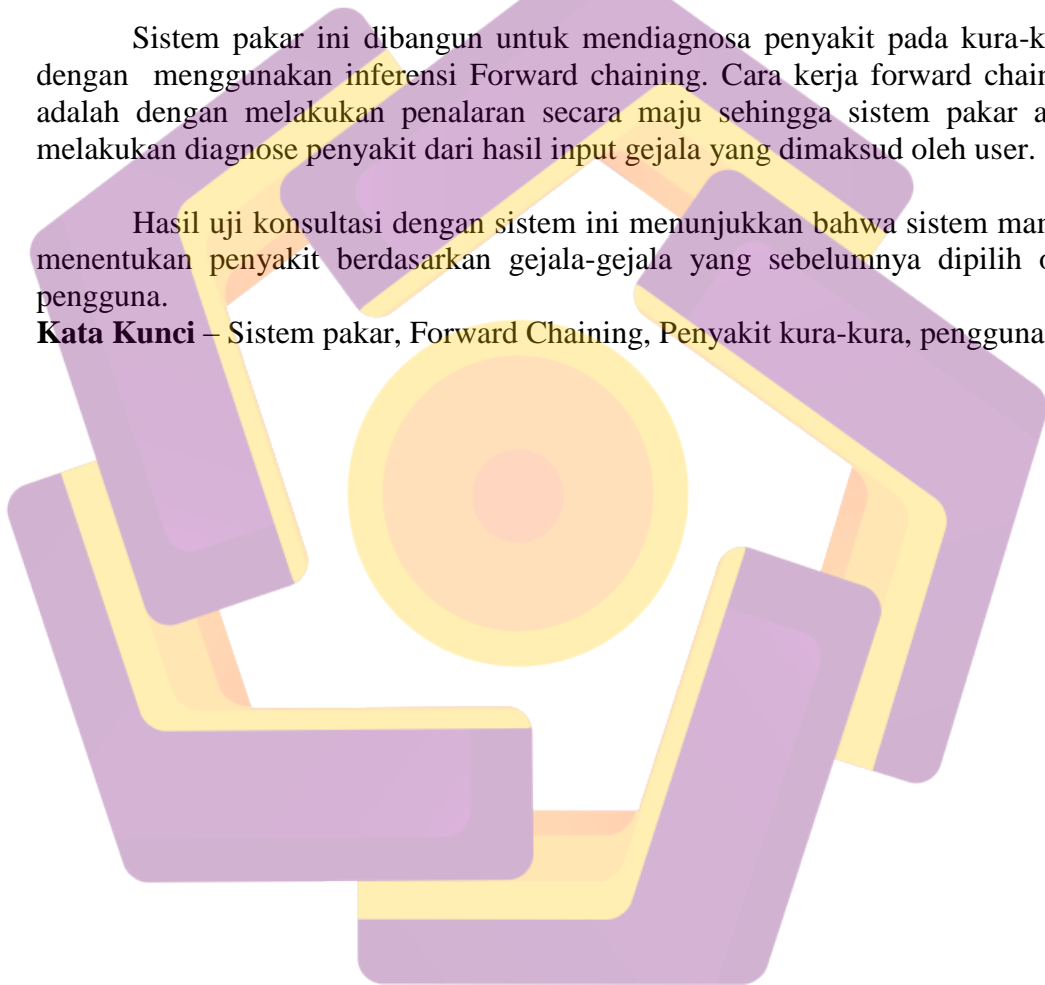 Sistem pakar ini dibangun untuk mendiagnosa penyakit pada kura-k
dengan menggunakan inferensi Forward chaining. Cara kerja forward chain
adalah dengan melakukan penalaran secara maju sehingga sistem pakar a
melakukan diagnose penyakit dari hasil input gejala yang dimaksud oleh user.
Hasil uji konsultasi dengan sistem ini menunjukkan bahwa sistem mam
menentukan penyakit berdasarkan gejala-gejala yang sebelumnya dipilih o
pengguna.
Kata Kunci – Sistem pakar, Forward Chaining, Penyakit kura-kura, pengguna